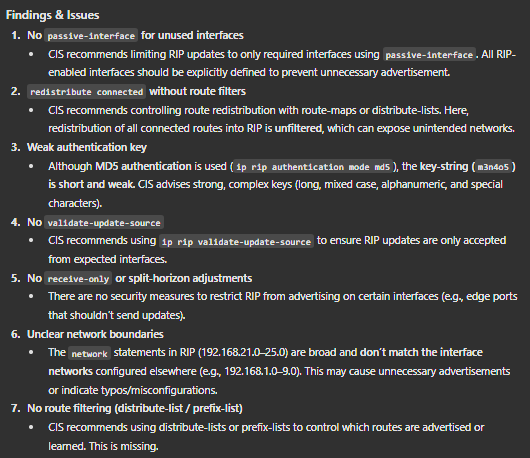 Findings & Issues
1. No passive-interface for unused interfaces
• CIS recommends limiting RIP updates to only required interfaces using passive-interface. All RIP-
enabled interfaces should be explicitly defined to prevent unnecessary advertisement.
2. redistribute connected without route filters
• CIS recommends controlling route redistribution with route-maps or distribute-lists. Here,
redistribution of all connected routes into RIP is unfiltered, which can expose unintended networks.
3. Weak authentication key
• Although MD5 authentication is used (ip rip authentication mode md5), the key-string (m3n4o5)
is short and weak. CIS advises strong, complex keys (long, mixed case, alphanumeric, and special
characters).
4. No validate-update-source
• CIS recommends using ip rip validate-update-source to ensure RIP updates are only accepted
from expected interfaces.
5. No receive-only or split-horizon adjustments
• There are no security measures to restrict RIP from advertising on certain interfaces (e.g., edge ports
that shouldn't send updates).
6. Unclear network boundaries
• The network statements in RIP (192.168.21.0–25.0) are broad and don't match the interface
networks configured elsewhere (e.g., 192.168.1.0–9.0). This may cause unnecessary advertisements
or indicate typos/misconfigurations.
7. No route filtering (distribute-list / prefix-list)
• CIS recommends using distribute-lists or prefix-lists to control which routes are advertised or
learned. This is missing.